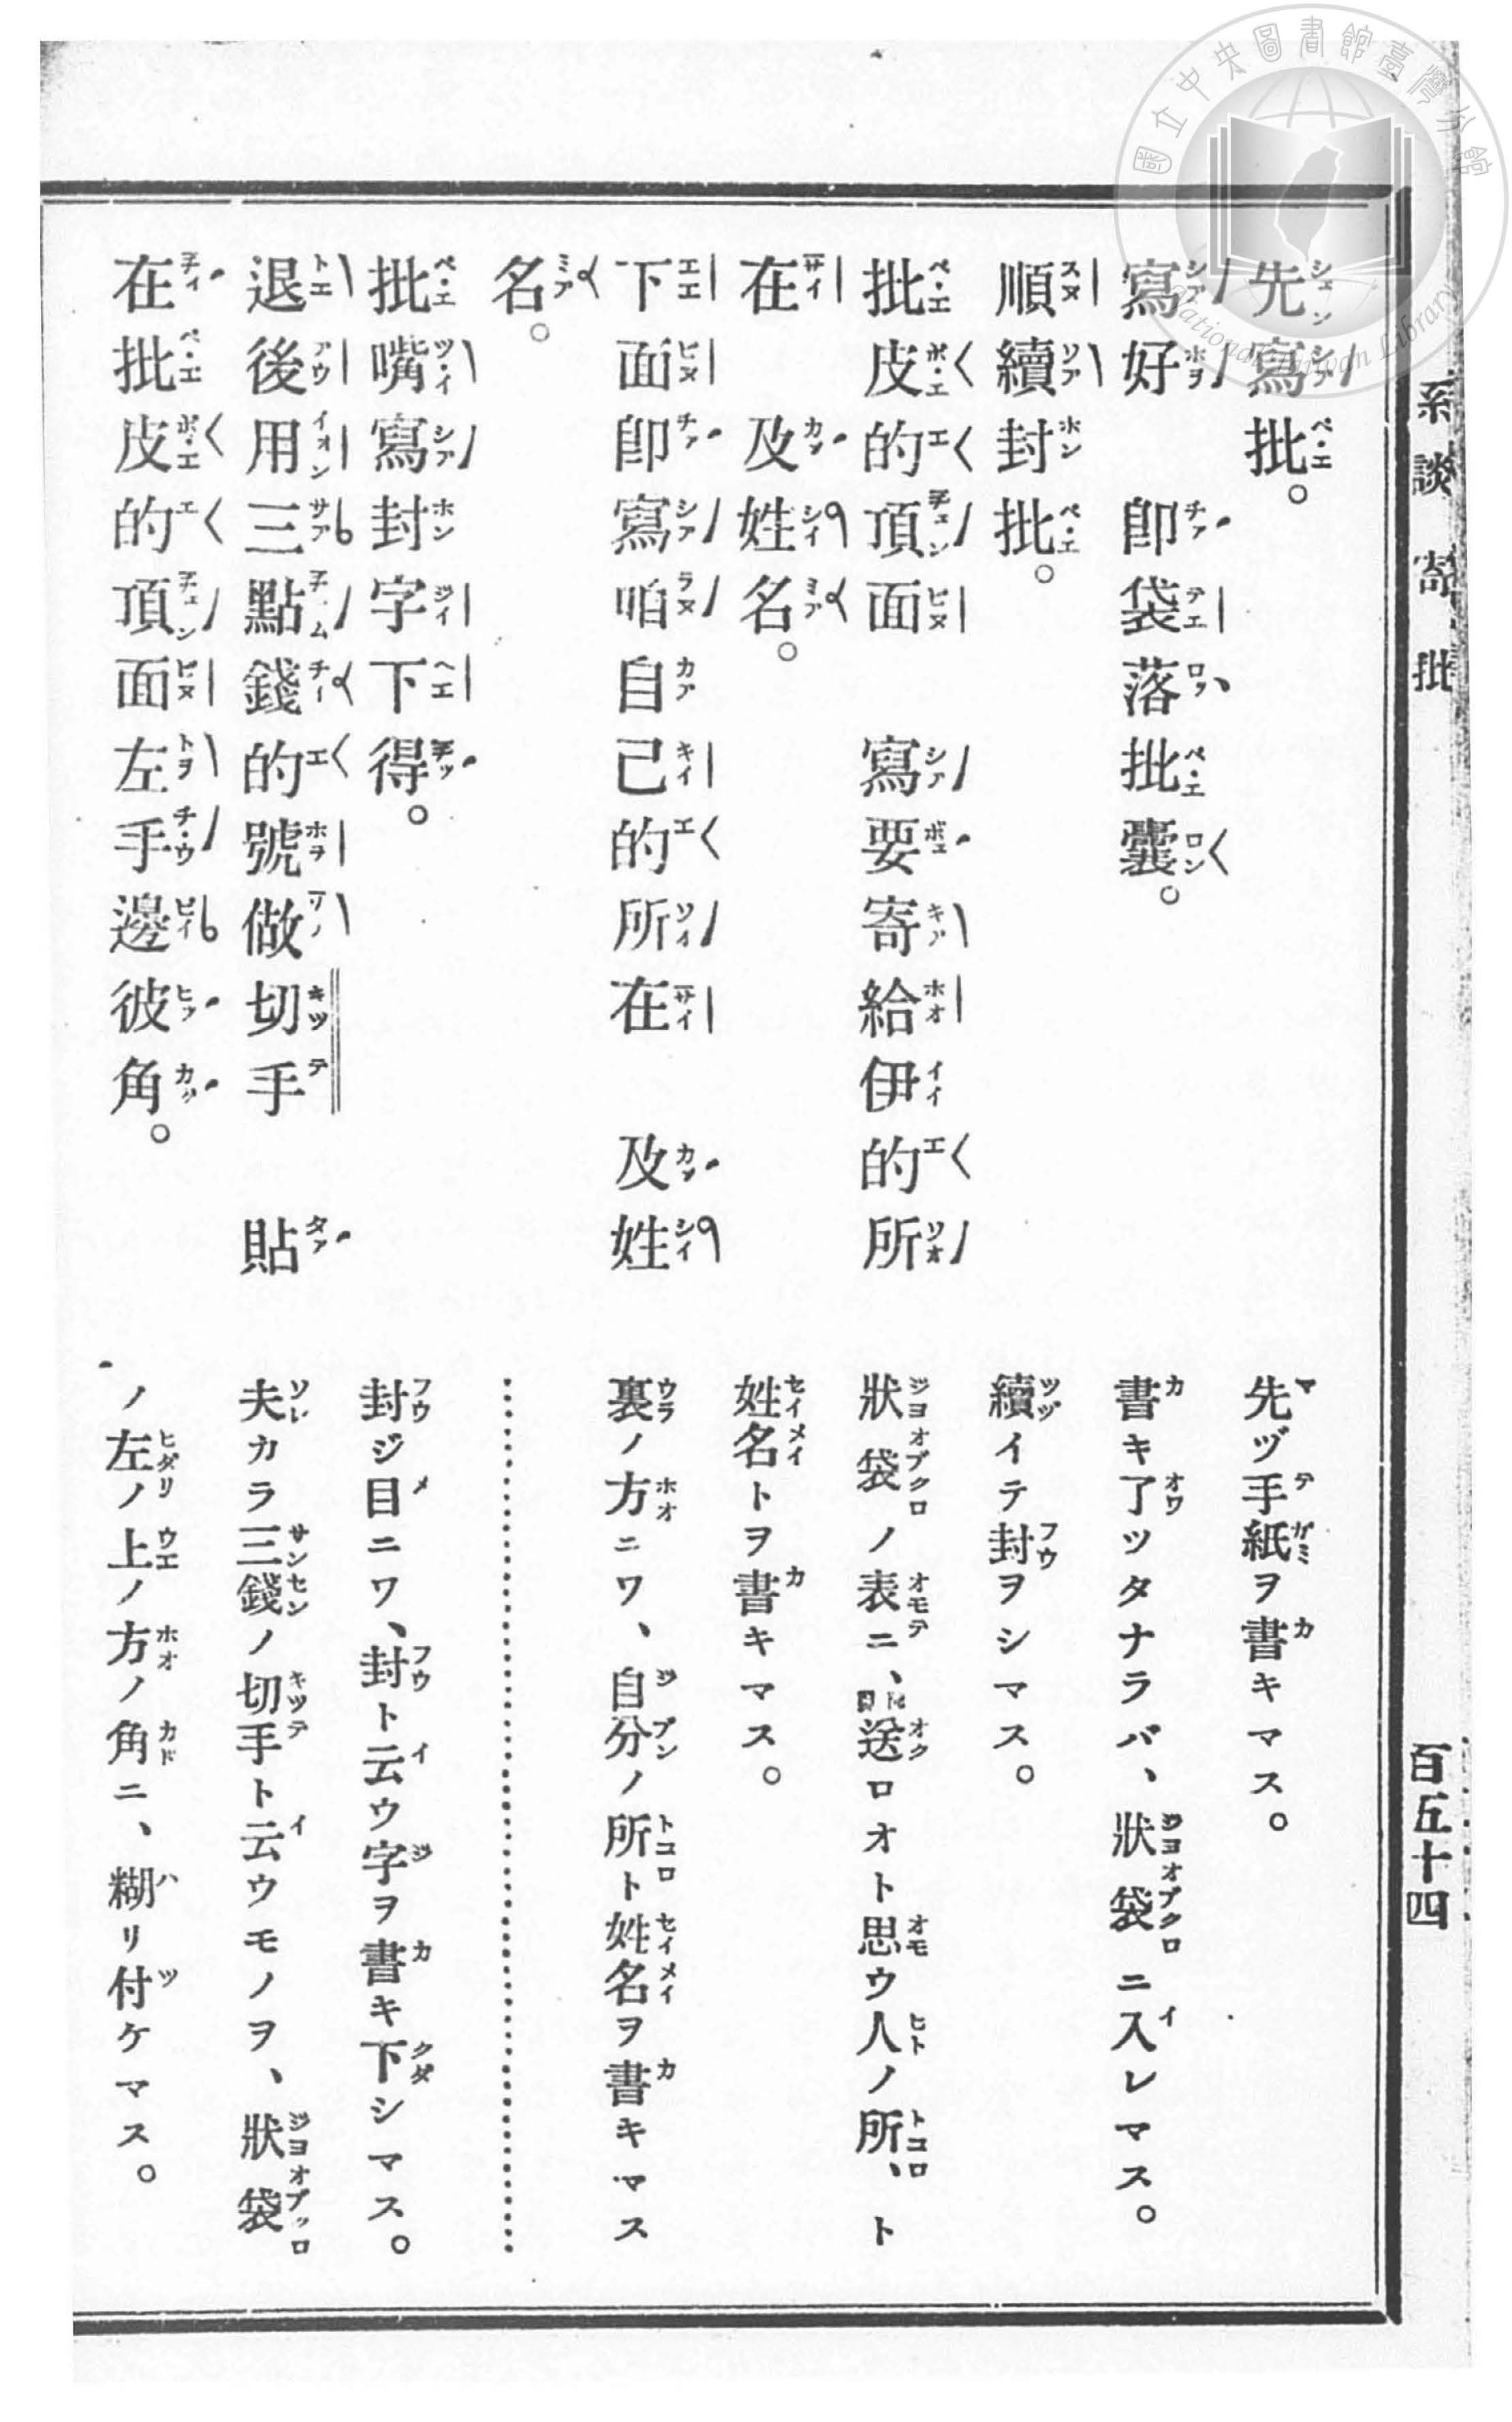 國立中央圖書館臺灣分館
National Taiwan Library
系談 寄批
百五十四
先寫批。
寫好 卽袋落批囊。
順續封批。
批皮的頂面 寫要寄給伊的所
在 及姓名。
下面卽寫咱自己的所在 及姓
名。
批嘴寫封字下得。
退後用三點錢的號做切手 貼
在批皮的頂面左手邊彼角。
先ヅ手紙ヲ書キマス。
書キ了ッタナラバ、狀袋ニ入レマス。
續イテ封ヲシマス。
狀袋ノ表ニ、送ロオト思ウ人ノ所、ト
姓名トヲ書キマス。
裏ノ方ニワ、自分ノ所ト姓名ヲ書キマス
封ジ目ニワ、封ト云ウ字ヲ書キ下シマス。
夫カラ三錢ノ切手ト云ウモノヲ、狀袋
ノ左ノ上ノ方ノ角ニ、糊リ付ケマス。